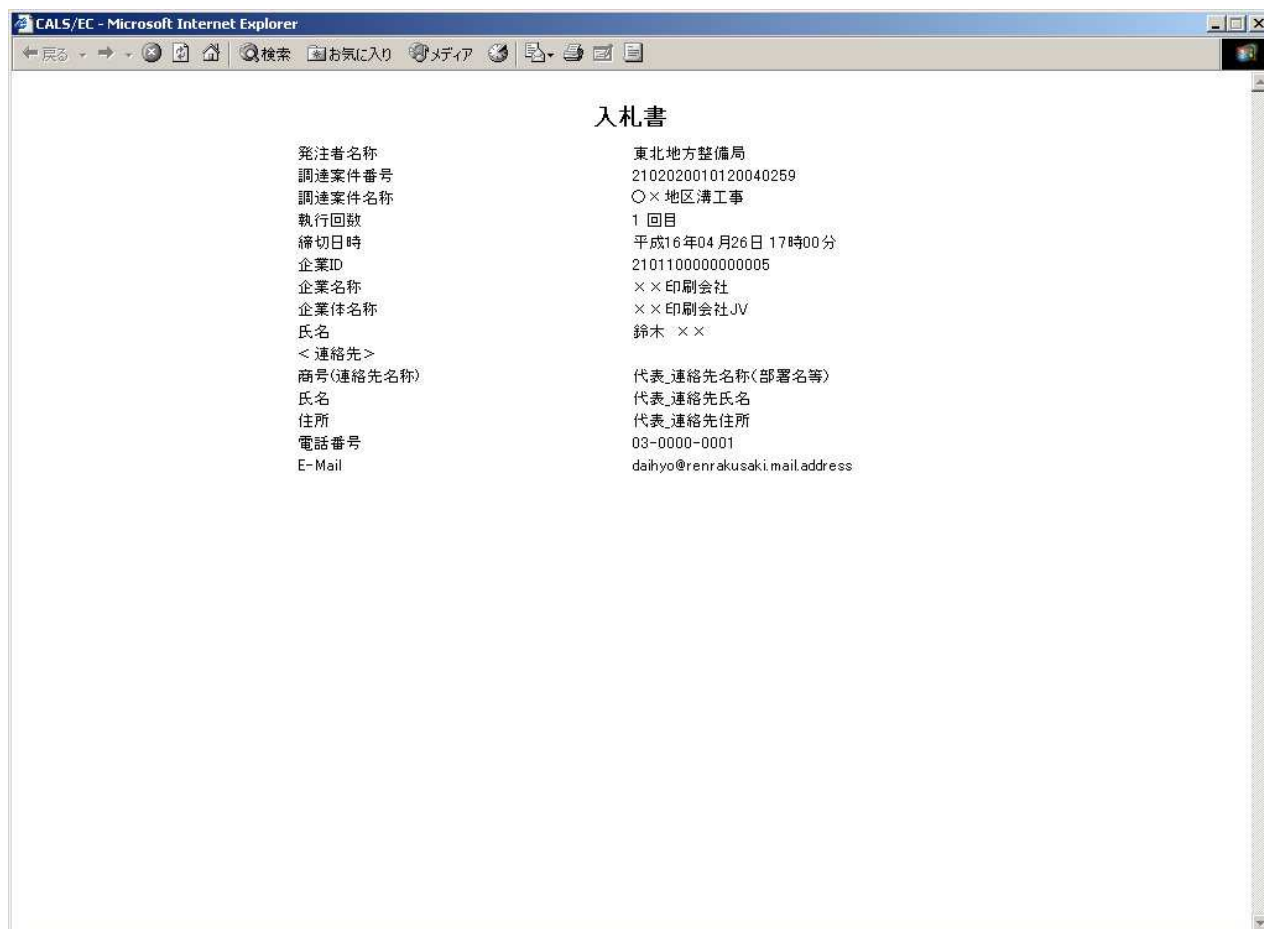 CALS/EC - Microsoft Internet Explorer
戻る 検索 お気に入り メディア
入札書
発注者名称 東北地方整備局
調達案件番号 2102020010120040259
調達案件名称 ○×地区溝工事
執行回数 1 回目
締切日時 平成16年04月26日 17時00分
企業ID 2101100000000005
企業名称 ××印刷会社
企業体名称 ××印刷会社JV
氏名 鈴木 ××
<連絡先>
商号(連絡先名称) 代表_連絡先名称(部署名等)
氏名 代表_連絡先氏名
住所 代表_連絡先住所
電話番号 03-0000-0001
E-Mail daihyo@renrakusaki.mail.address